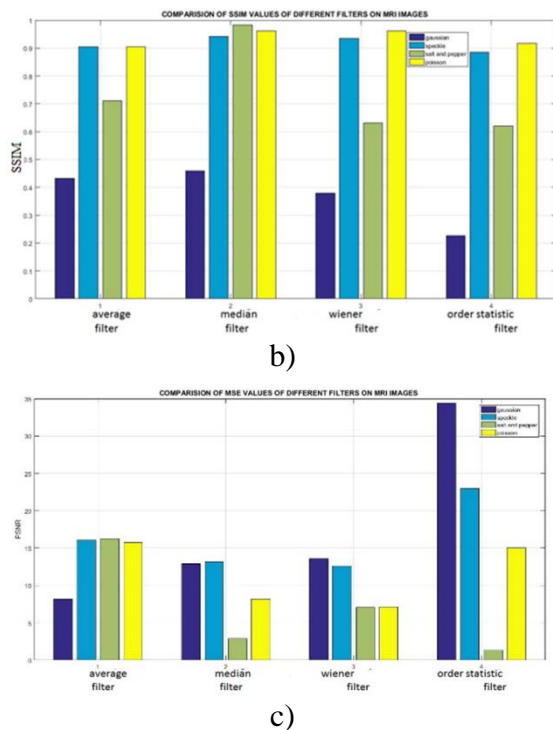 COMPARISION OF SSIM VALUES OF DIFFERENT FILTERS ON MRI IMAGES
gaussian
speckle
salt and pepper
poisson
SSIM
1
0.9
0.8
0.7
0.6
0.5
0.4
0.3
0.2
0.1
0
1 2 3 4
average median wiener order statistic
filter filter filter filter
b)
COMPARISION OF MSE VALUES OF DIFFERENT FILTERS ON MRI IMAGES
gaussian
speckle
salt and pepper
poisson
PSNR
35
30
25
20
15
10
5
0
1 2 3 4
average median wiener order statistic
filter filter filter filter
c)